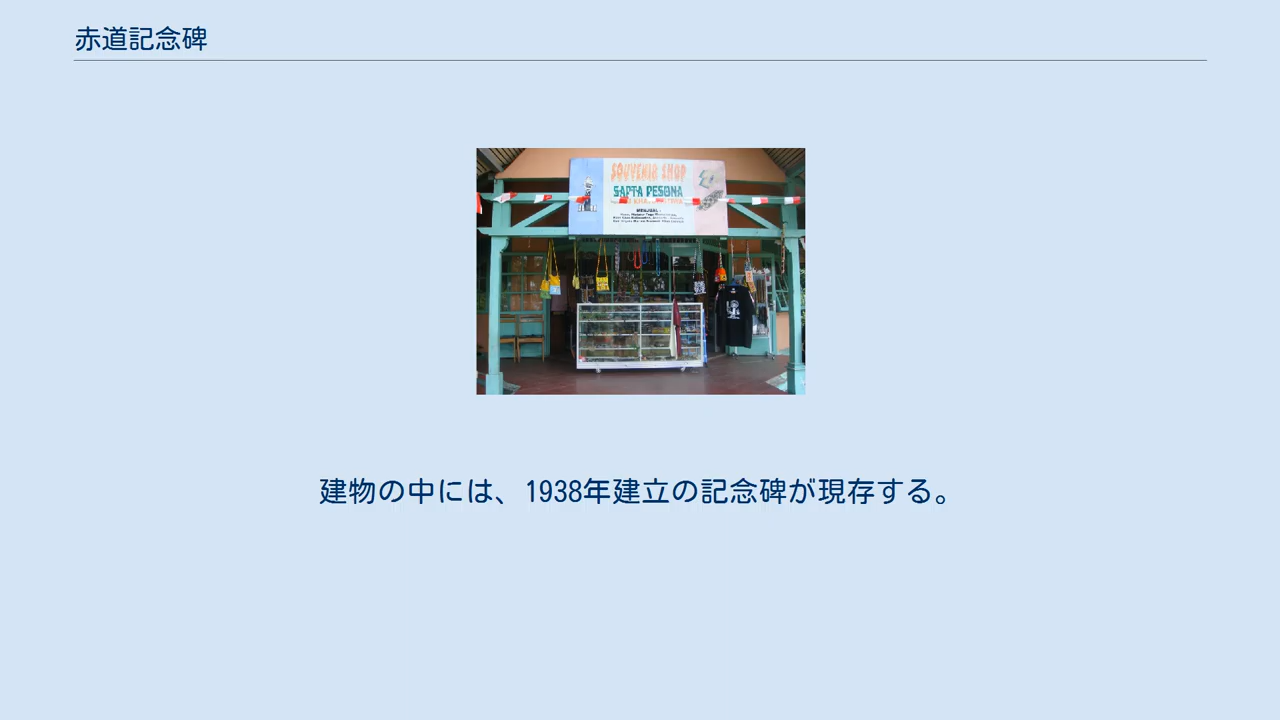 赤道記念碑
SOUVENIR SHOP
SAPTA PESONA
MENJUAL :
建物の中には、1938年建立の記念碑が現存する。